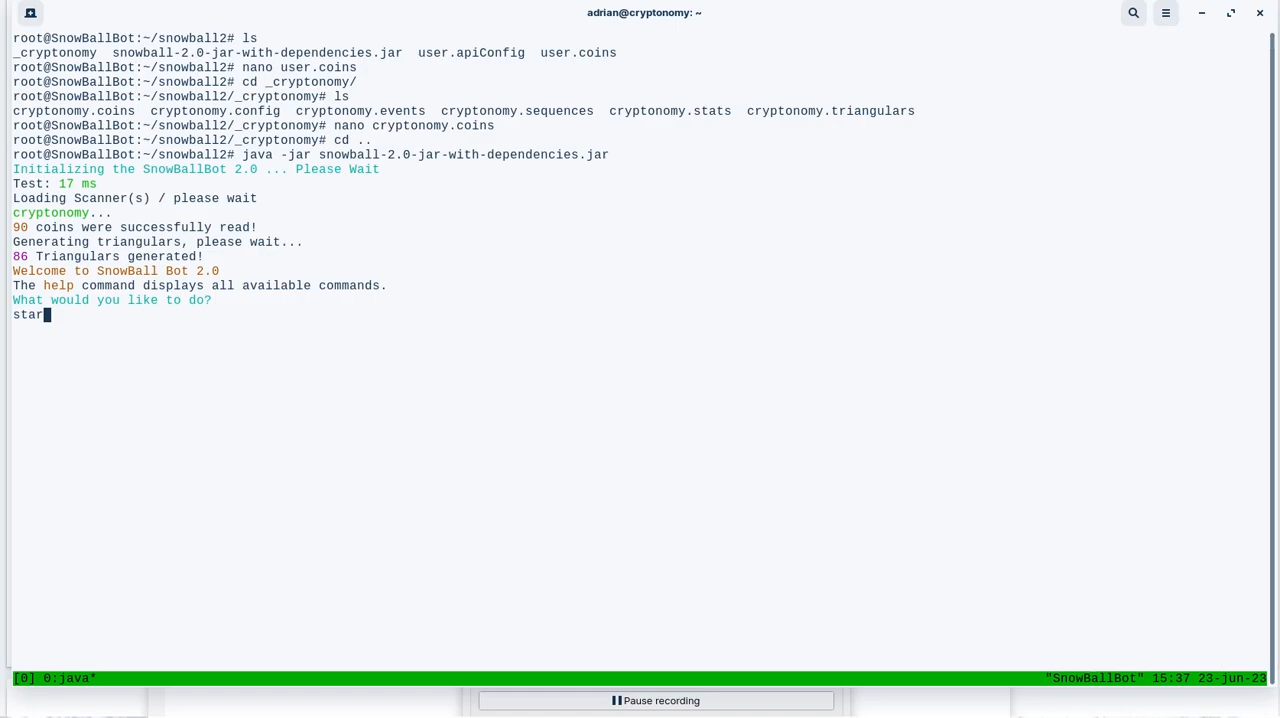 adrian@cryptonomy: ~
root@SnowBallBot:~/snowball2# ls
_cryptonomy  snowball-2.0-jar-with-dependencies.jar  user.apiConfig  user.coins
root@SnowBallBot:~/snowball2# nano user.coins
root@SnowBallBot:~/snowball2# cd _cryptonomy/
root@SnowBallBot:~/snowball2/_cryptonomy# ls
cryptonomy.coins  cryptonomy.config  cryptonomy.events  cryptonomy.sequences  cryptonomy.stats  cryptonomy.triangulars
root@SnowBallBot:~/snowball2/_cryptonomy# nano cryptonomy.coins
root@SnowBallBot:~/snowball2/_cryptonomy# cd ..
root@SnowBallBot:~/snowball2# java -jar snowball-2.0-jar-with-dependencies.jar
Initializing the SnowBallBot 2.0 ... Please Wait
Test: 17 ms
Loading Scanner(s) / please wait
cryptonomy...
90 coins were successfully read!
Generating triangulars, please wait...
86 Triangulars generated!
Welcome to SnowBall Bot 2.0
The help command displays all available commands.
What would you like to do?
star
[0] 0:java* "SnowBallBot" 15:37 23-jun-23
Pause recording